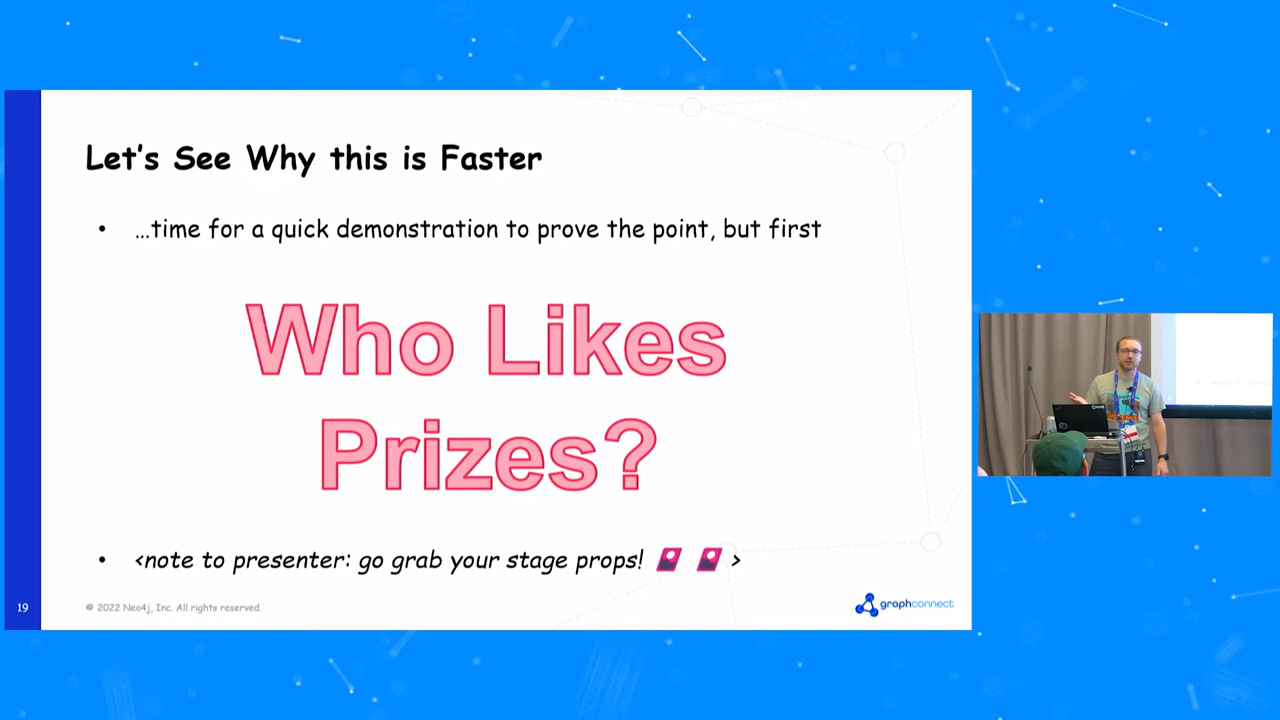 Let's See Why this is Faster
• …time for a quick demonstration to prove the point, but first
Who Likes
Prizes?
• <note to presenter: go grab your stage props! 🎴 🎴 >
19
© 2022 Neo4j, Inc. All rights reserved.
graphconnect